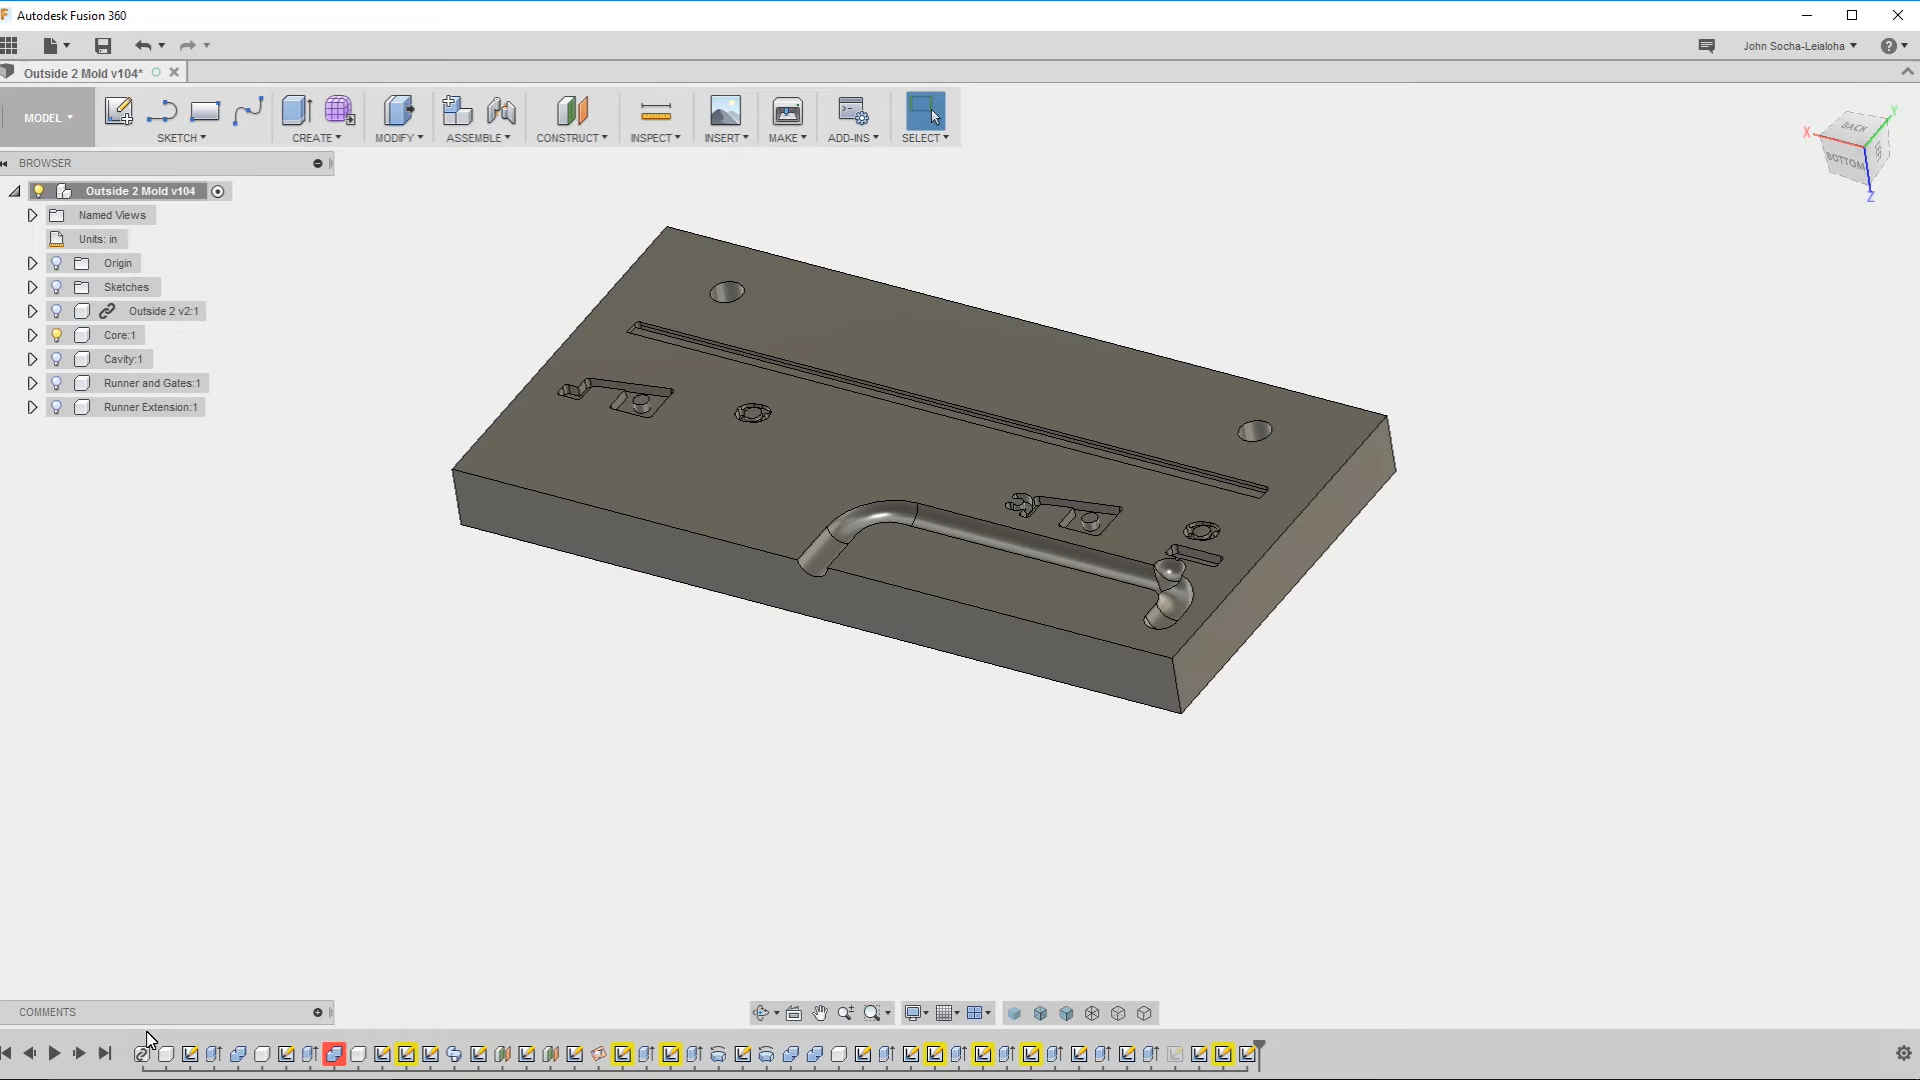 Autodesk Fusion 360
John Socha-Leialoha
Outside 2 Mold v104*
MODEL
SKETCH
CREATE
MODIFY
ASSEMBLE
CONSTRUCT
INSPECT
INSERT
MAKE
ADD-INS
SELECT
BROWSER
Outside 2 Mold v104
Named Views
Units: in
Origin
Sketches
Outside 2 v2:1
Core:1
Cavity:1
Runner and Gates:1
Runner Extension:1
X
Y
Z
BACK
BOTTOM
COMMENTS